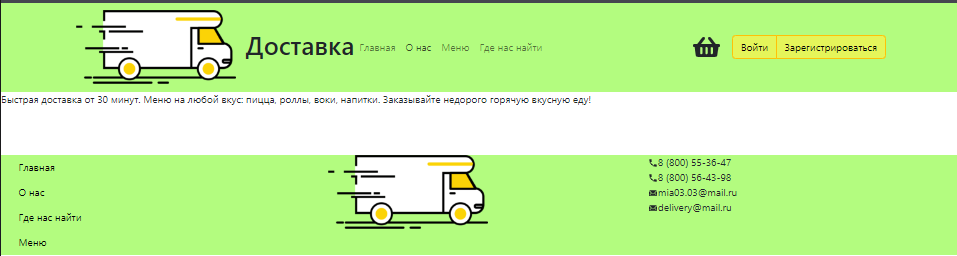 Доставка Главная О нас Меню Где нас найти Войти Зарегистрироваться
Быстрая доставка от 30 минут. Меню на любой вкус: пицца, роллы, воки, напитки. Заказывайте недорого горячую вкусную еду!
Главная
О нас
Где нас найти
Меню
8 (800) 55-36-47
8 (800) 56-43-98
mia03.03@mail.ru
delivery@mail.ru